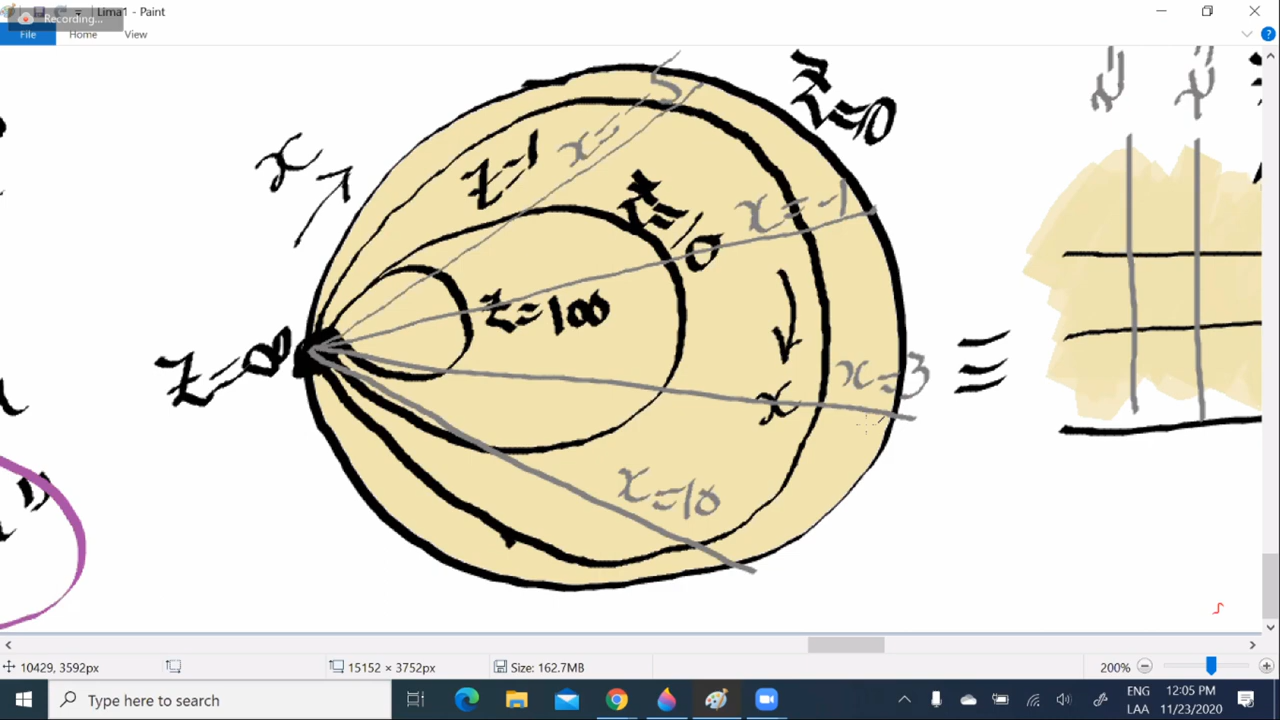 Recording...
Lima1 - Paint
File Home View
x
z=1
x=-5
z=0
z=10
x=-1
z=100
z=∞
x
x=3
x=10
≡
x=
x=
10429, 3592px
15152 × 3752px
Size: 162.7MB
200%
Type here to search
ENG
LAA
12:05 PM
11/23/2020